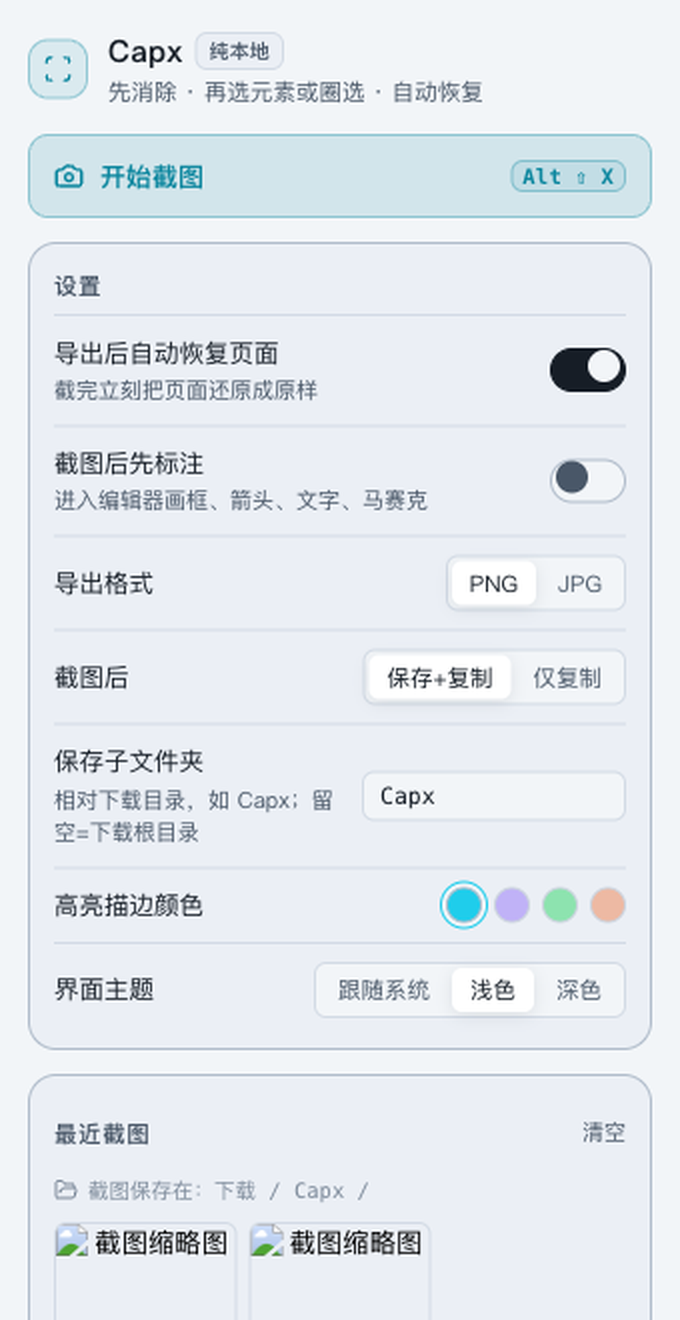 Capx 纯本地
先消除 · 再选元素或圈选 · 自动恢复
开始截图 Alt ⇧ X
设置
导出后自动恢复页面
截完立刻把页面还原成原样
截图后先标注
进入编辑器画框、箭头、文字、马赛克
导出格式 PNG JPG
截图后 保存+复制 仅复制
保存子文件夹
相对下载目录，如 Capx；留
空=下载根目录
Capx
高亮描边颜色
界面主题 跟随系统 浅色 深色
最近截图 清空
截图保存在：下载 / Capx /
截图缩略图 截图缩略图